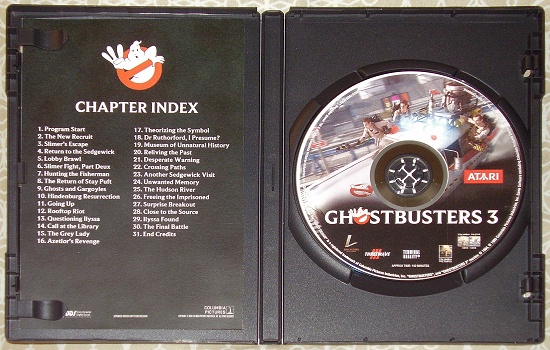 CHAPTER INDEX
1. Program Start
2. The New Recruit
3. Slimer's Escape
4. Return to the Sedgewick
5. Lobby Brawl
6. Slimer Fight, Part Deux
7. Hunting the Fisherman
8. The Return of Stay Puft
9. Ghosts and Gargoyles
10. Hindenburg Resurrection
11. Going Up
12. Rooftop Riot
13. Questioning Ilyssa
14. Call at the Library
15. The Grey Lady
16. Azetlor's Revenge
17. Theorizing the Symbol
18. Dr Rutherford, I Presume?
19. Museum of Unnatural History
20. Reliving the Past
21. Desperate Warning
22. Crossing Paths
23. Another Sedgewick Visit
24. Unwanted Memory
25. The Hudson River
26. Freeing the Imprisoned
27. Surprise Breakout
28. Close to the Source
29. Ilyssa Found
30. The Final Battle
31. End Credits
COLUMBIA
PICTURES
ATARI
GHOSTBUSTERS 3
THREEWAVE
TERMINAL
REALITY
COLUMBIA
PICTURES